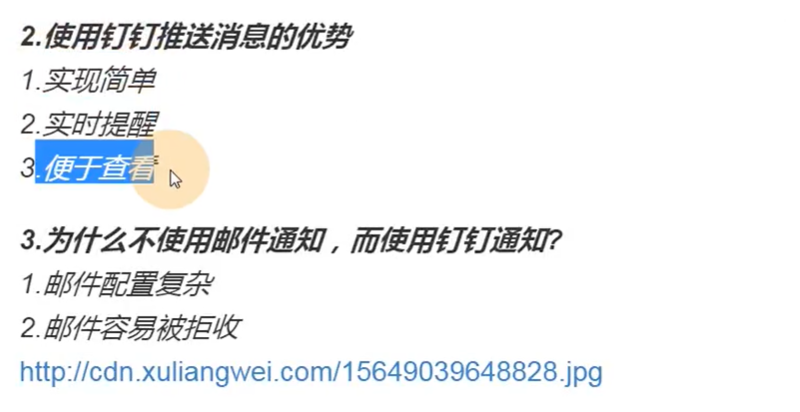 2.使用钉钉推送消息的优势
1.实现简单
2.实时提醒
3.便于查看
3.为什么不使用邮件通知，而使用钉钉通知?
1.邮件配置复杂
2.邮件容易被拒收
http://cdn.xuliangwei.com/15649039648828.jpg